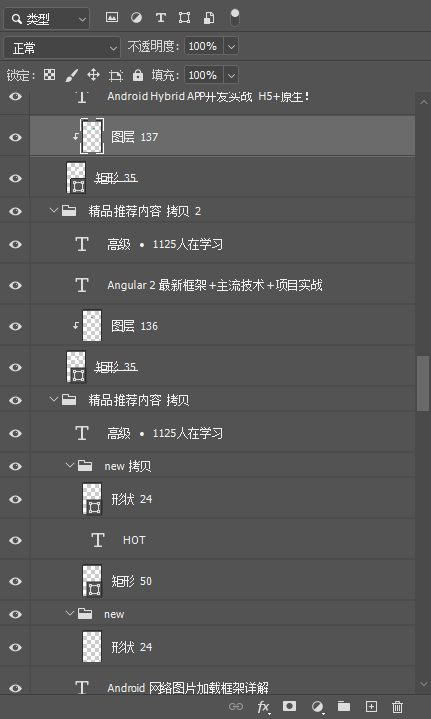 类型
正常
不透明度: 100%
锁定: 填充: 100%
Android Hybrid APP开发实战 H5+原生!
图层 137
矩形 35
精品推荐内容 拷贝 2
高级 • 1125人在学习
Angular 2 最新框架+主流技术+项目实战
图层 136
矩形 35
精品推荐内容 拷贝
高级 • 1125人在学习
new 拷贝
形状 24
HOT
矩形 50
new
形状 24
Android 网络图片加载框架详解
fx